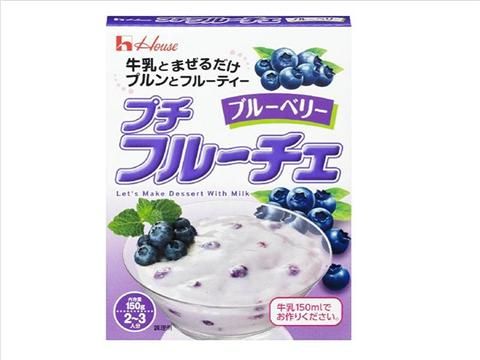 House
牛乳とまぜるだけ
プルンとフルーティー
ブルーベリー
プチ
フルーチェ
Let's Make Dessert With Milk
内容量
150g
2~3
人分
調理例
牛乳150mlで
お作りください。